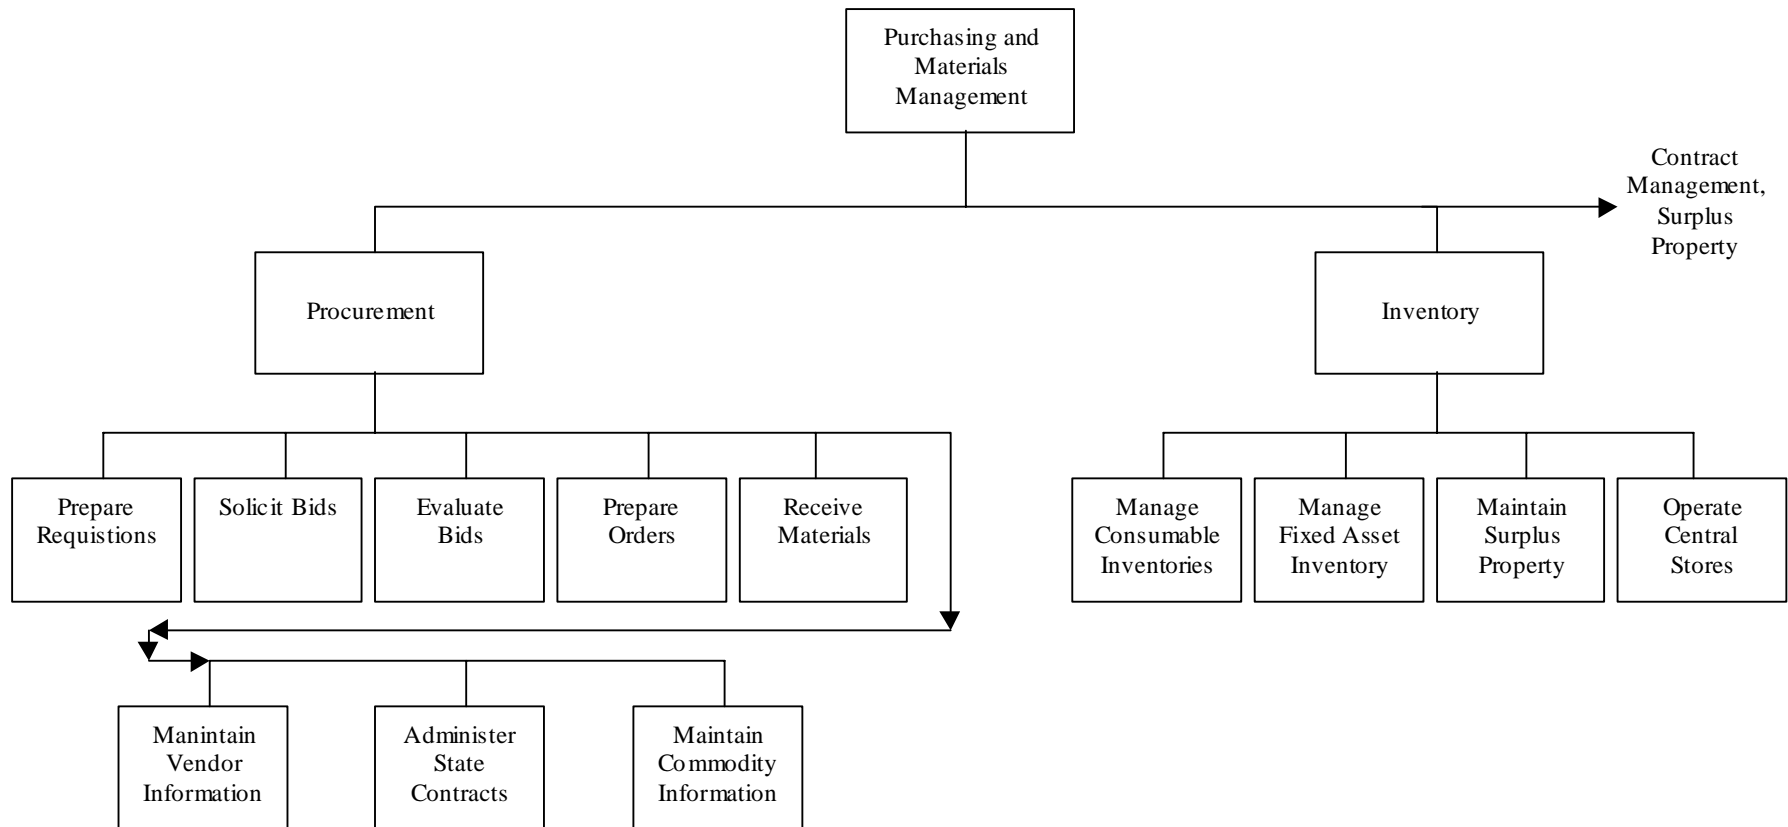 Purchasing and
Materials
Management
Contract
Management,
Surplus
Property
Procurement
Inventory
Prepare
Requistions
Solicit Bids
Evaluate
Bids
Prepare
Orders
Receive
Materials
Manage
Consumable
Inventories
Manage
Fixed Asset
Inventory
Maintain
Surplus
Property
Operate
Central
Stores
Manintain
Vendor
Information
Administer
State
Contracts
Maintain
Commodity
Information